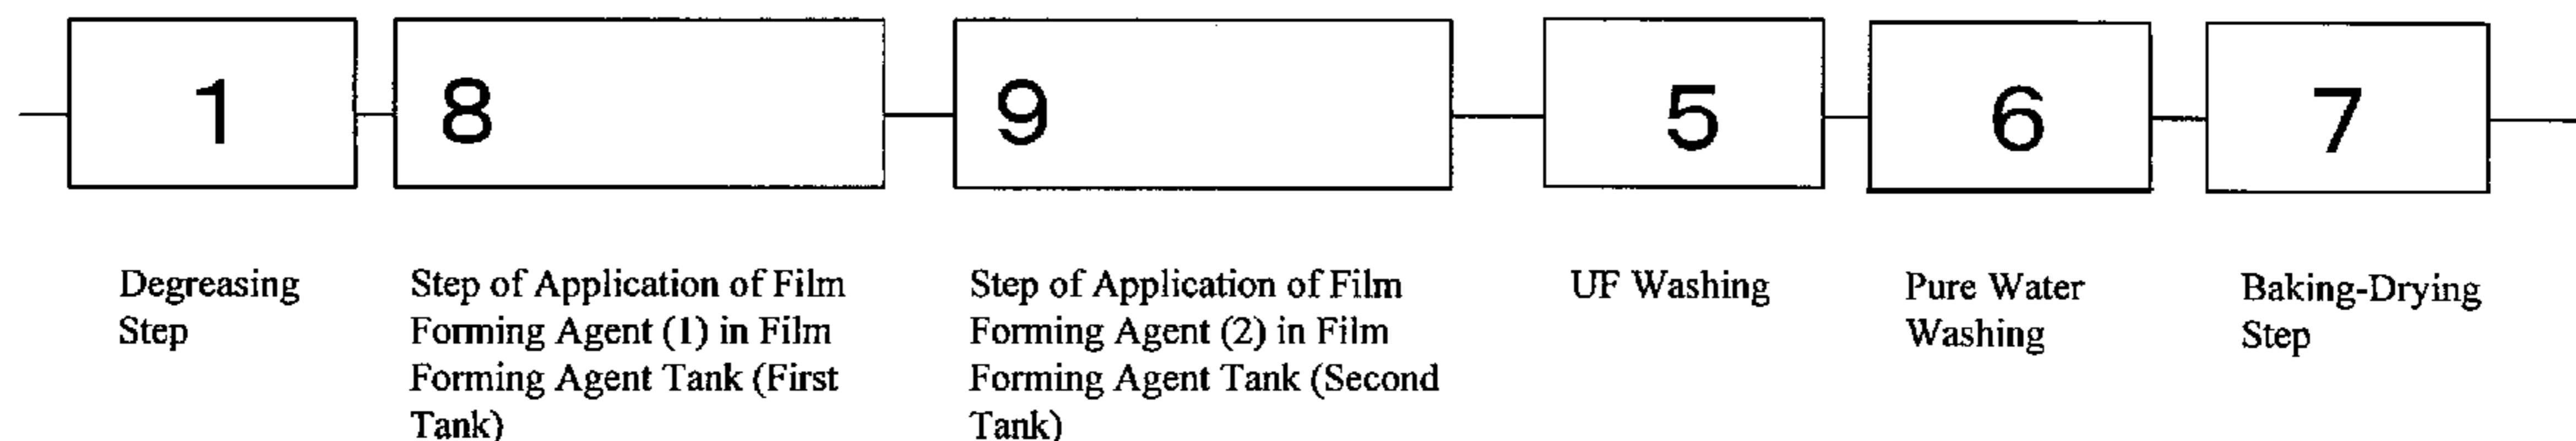 1
8
9
5
6
7
Degreasing
Step
Step of Application of Film
Forming Agent (1) in Film
Forming Agent Tank (First
Tank)
Step of Application of Film
Forming Agent (2) in Film
Forming Agent Tank (Second
Tank)
UF Washing
Pure Water
Washing
Baking-Drying
Step